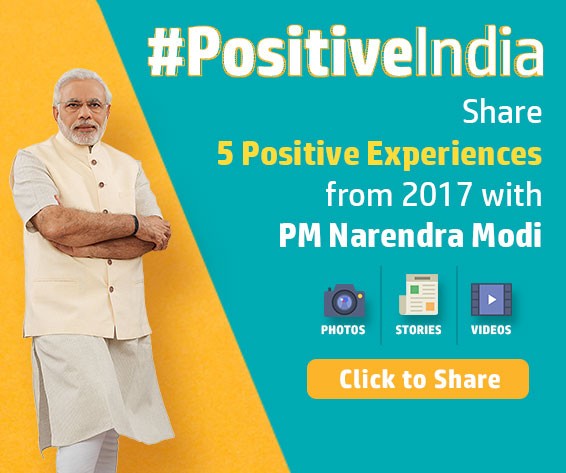 #PositiveIndia
Share
5 Positive Experiences
from 2017 with
PM Narendra Modi
PHOTOS STORIES VIDEOS
Click to Share